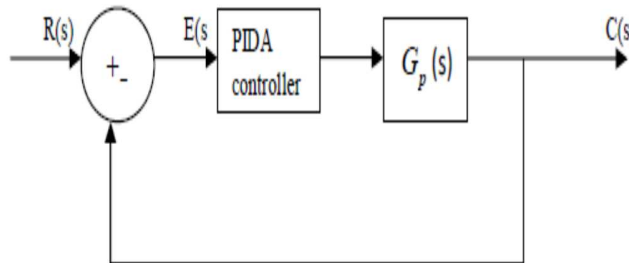 R(s)
+-
E(s
PIDA
controller
G_p(s)
C(s